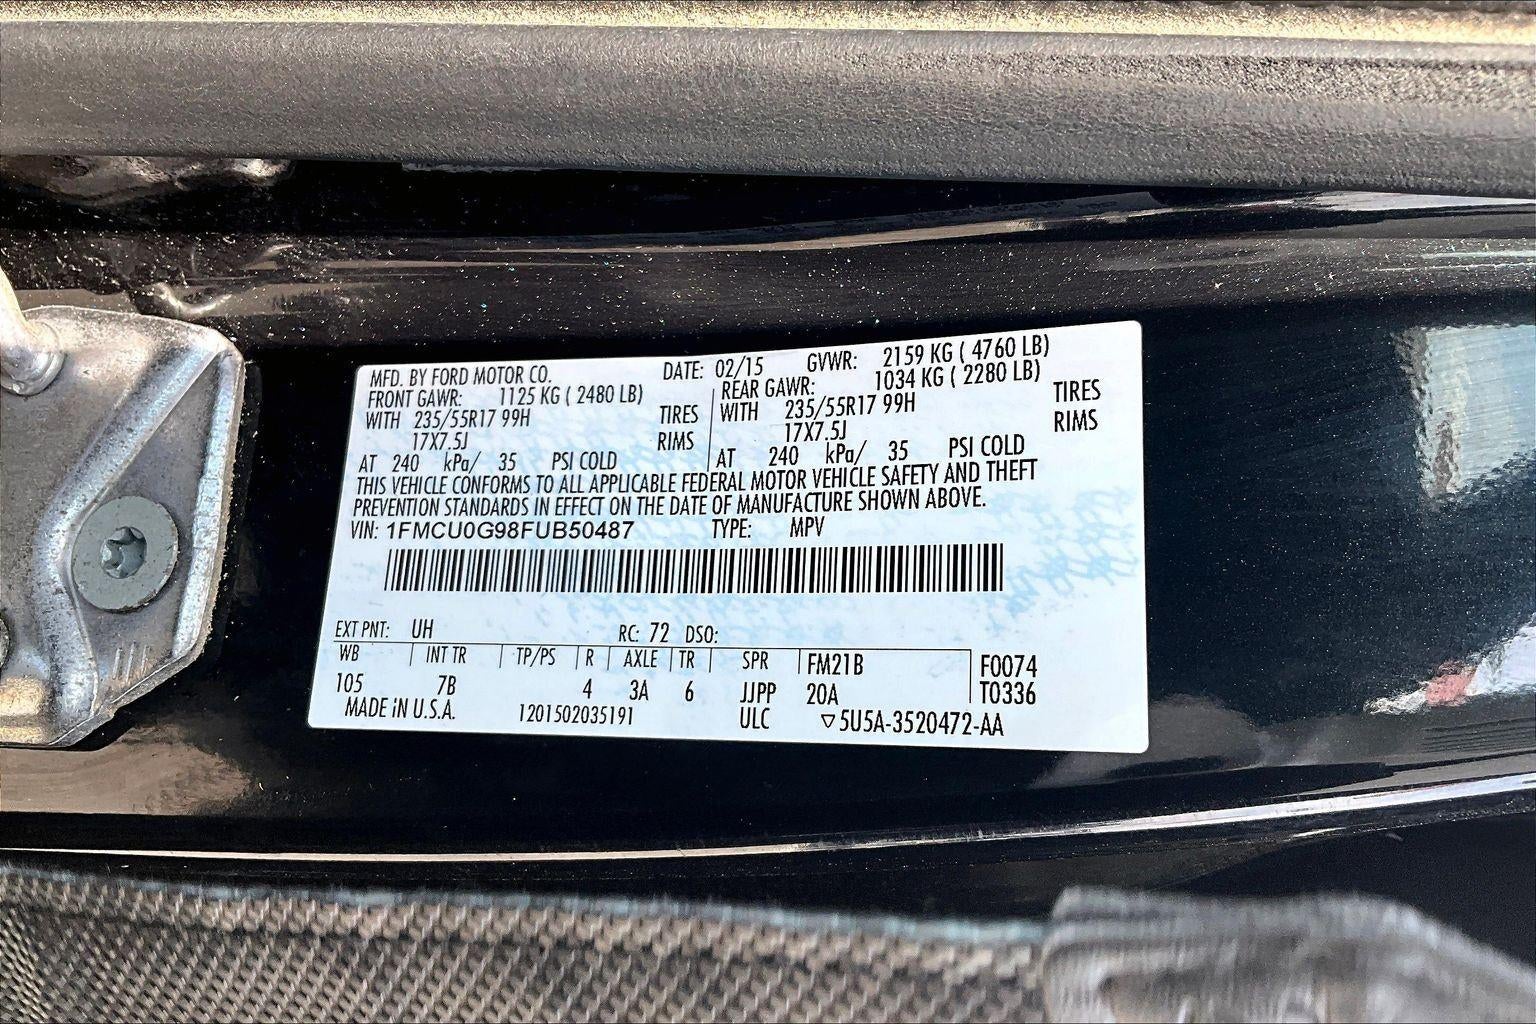 MFD. BY FORD MOTOR CO. DATE: 02/15 GVWR: 2159 KG ( 4760 LB)
FRONT GAWR: 1125 KG ( 2480 LB) REAR GAWR: 1034 KG ( 2280 LB)
WITH 235/55R17 99H TIRES WITH 235/55R17 99H TIRES
17X7.5J RIMS 17X7.5J RIMS
AT 240 kPa/ 35 PSI COLD AT 240 kPa/ 35 PSI COLD
THIS VEHICLE CONFORMS TO ALL APPLICABLE FEDERAL MOTOR VEHICLE SAFETY AND THEFT
PREVENTION STANDARDS IN EFFECT ON THE DATE OF MANUFACTURE SHOWN ABOVE.
VIN: 1FMCU0G98FUB50487 TYPE: MPV
EXT PNT: UH RC: 72 DSO:
WB INT TR TP/PS R AXLE TR SPR FM21B F0074
105 7B 4 3A 6 JJPP 20A T0336
MADE iN U.S.A. 1201502035191 ULC ▽5U5A-3520472-AA